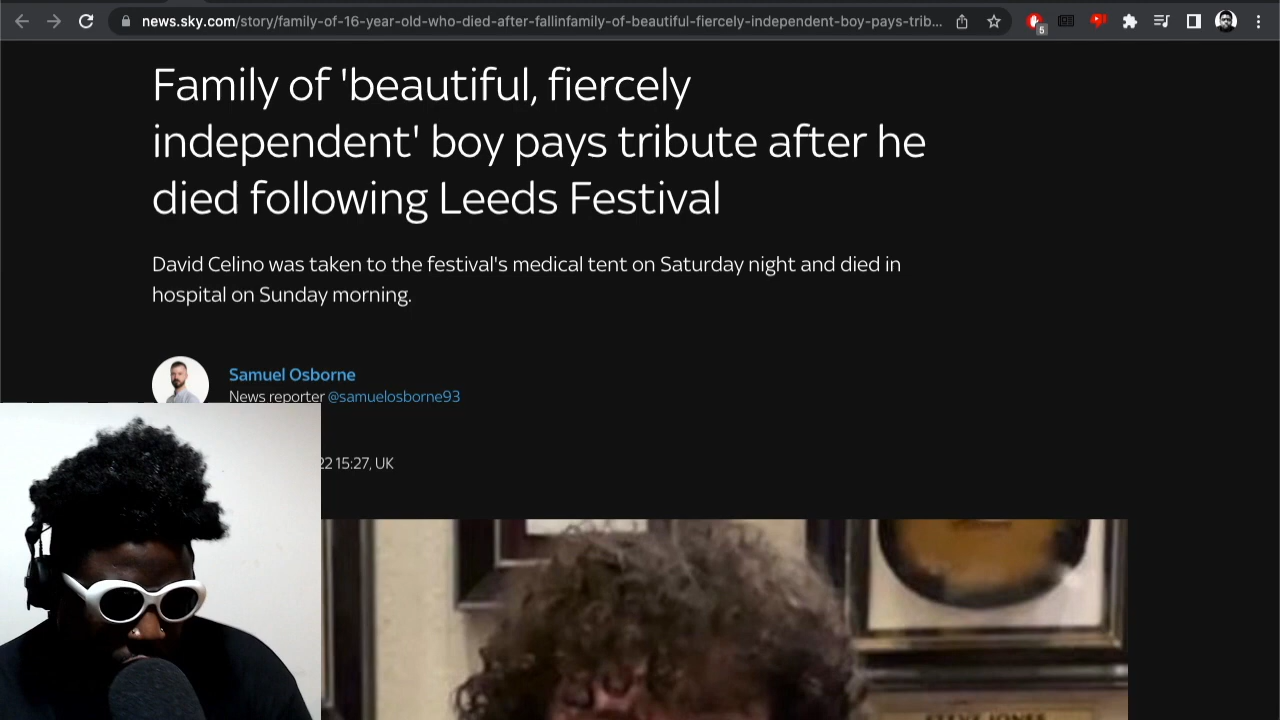 news.sky.com/story/family-of-16-year-old-who-died-after-fallinfamily-of-beautiful-fiercely-independent-boy-pays-trib...
5
Family of 'beautiful, fiercely
independent' boy pays tribute after he
died following Leeds Festival
David Celino was taken to the festival's medical tent on Saturday night and died in
hospital on Sunday morning.
Samuel Osborne
News reporter @samuelosborne93
22 15:27, UK
STEVE JONES